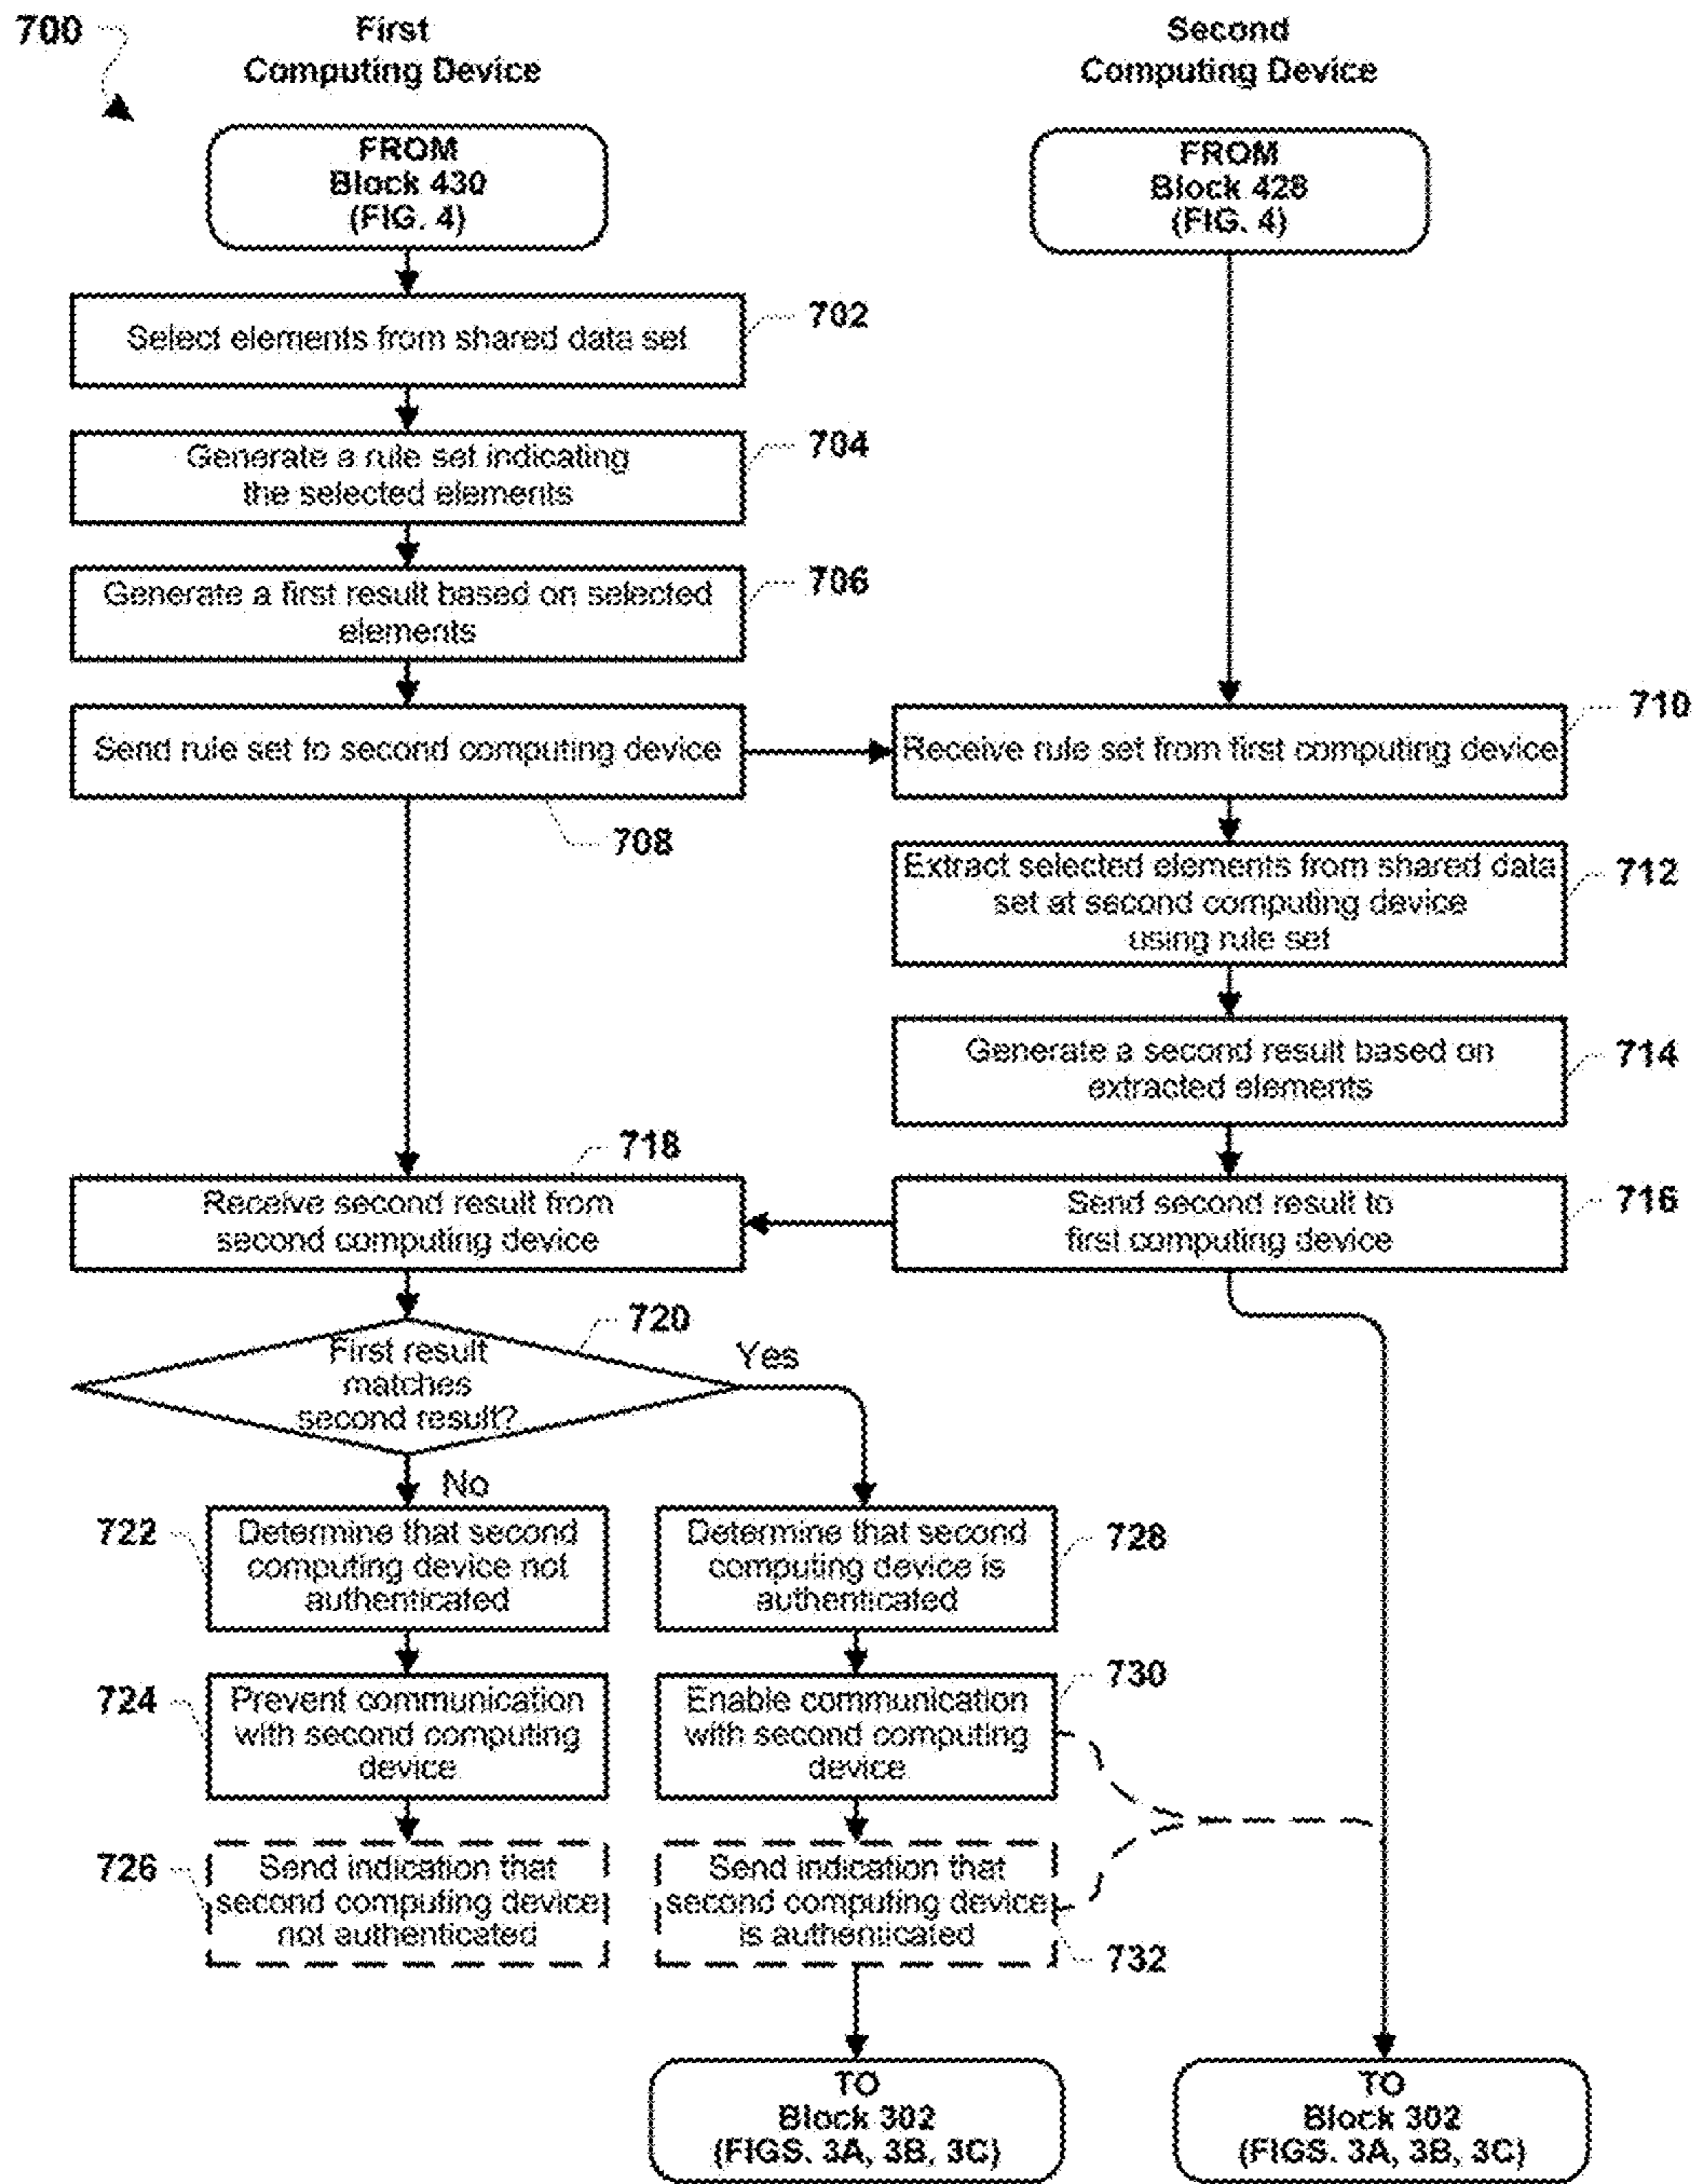 700
First
Computing Device
Second
Computing Device
FROM
Block 430
(FIG. 4)
FROM
Block 428
(FIG. 4)
Select elements from shared data set
702
Generate a rule set indicating
the selected elements
704
Generate a first result based on selected
elements
706
Send rule set to second computing device
708
Receive rule set from first computing device
710
Extract selected elements from shared data
set at second computing device
using rule set
712
Generate a second result based on
extracted elements
714
718
Receive second result from
second computing device
Send second result to
first computing device
716
720
First result
matches
second result?
Yes
No
722
Determine that second
computing device not
authenticated
Determine that second
computing device is
authenticated
728
724
Prevent communication
with second computing
device
Enable communication
with second computing
device
730
726
Send indication that
second computing device
not authenticated
Send indication that
second computing device
is authenticated
732
TO
Block 302
(FIGS. 3A, 3B, 3C)
TO
Block 302
(FIGS. 3A, 3B, 3C)